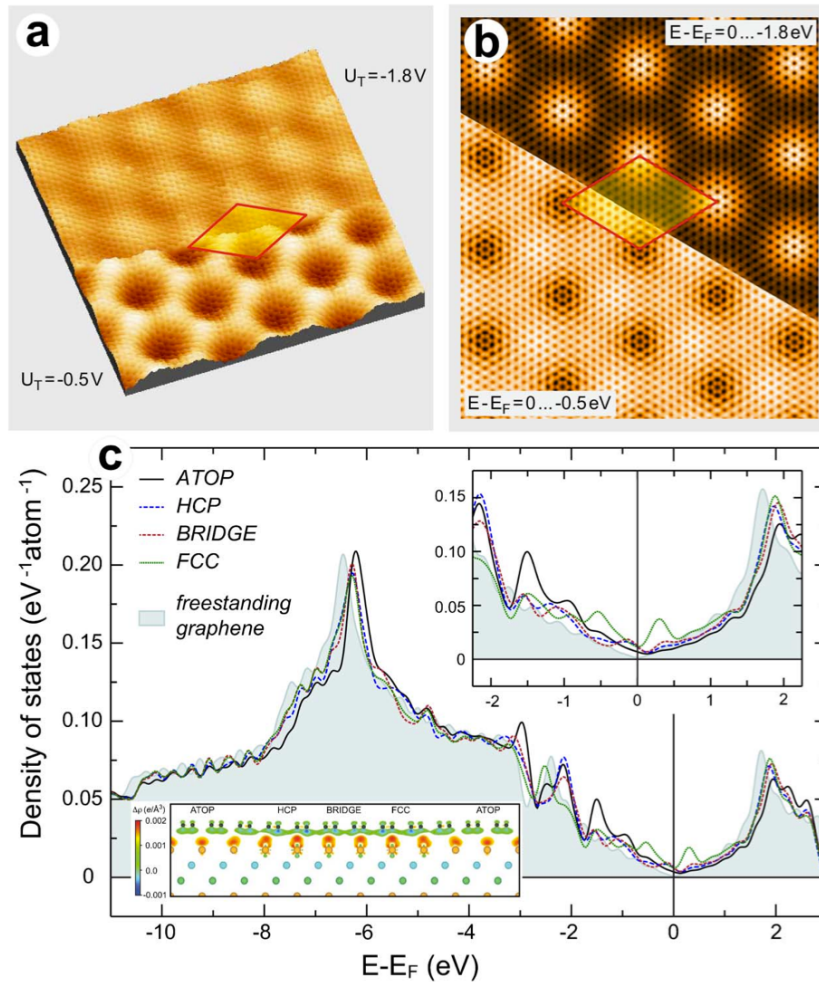 a
U_T=-1.8V
U_T=-0.5V
b
E-E_F=0...-1.8eV
E-E_F=0...-0.5eV
c
ATOP
HCP
BRIDGE
FCC
freestanding
graphene
Density of states (eV⁻¹atom⁻¹)
0.25
0.20
0.15
0.10
0.05
0
0.15
0.10
0.05
0
-2 -1 0 1 2
Δρ (e/Å³)
0.002
0.0
-0.001
ATOP HCP BRIDGE FCC ATOP
-10 -8 -6 -4 -2 0 2
E-E_F (eV)